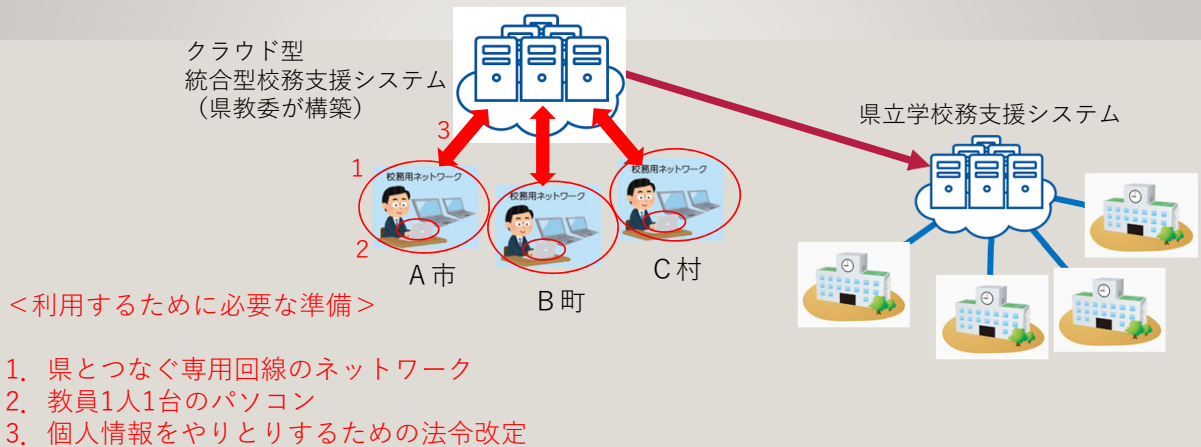 クラウド型
統合型校務支援システム
（県教委が構築）
県立学校務支援システム
3
1
校務用ネットワーク
校務用ネットワーク
校務用ネットワーク
2
A市
B町
C村
＜利用するために必要な準備＞
1．県とつなぐ専用回線のネットワーク
2．教員1人1台のパソコン
3．個人情報をやりとりするための法令改定